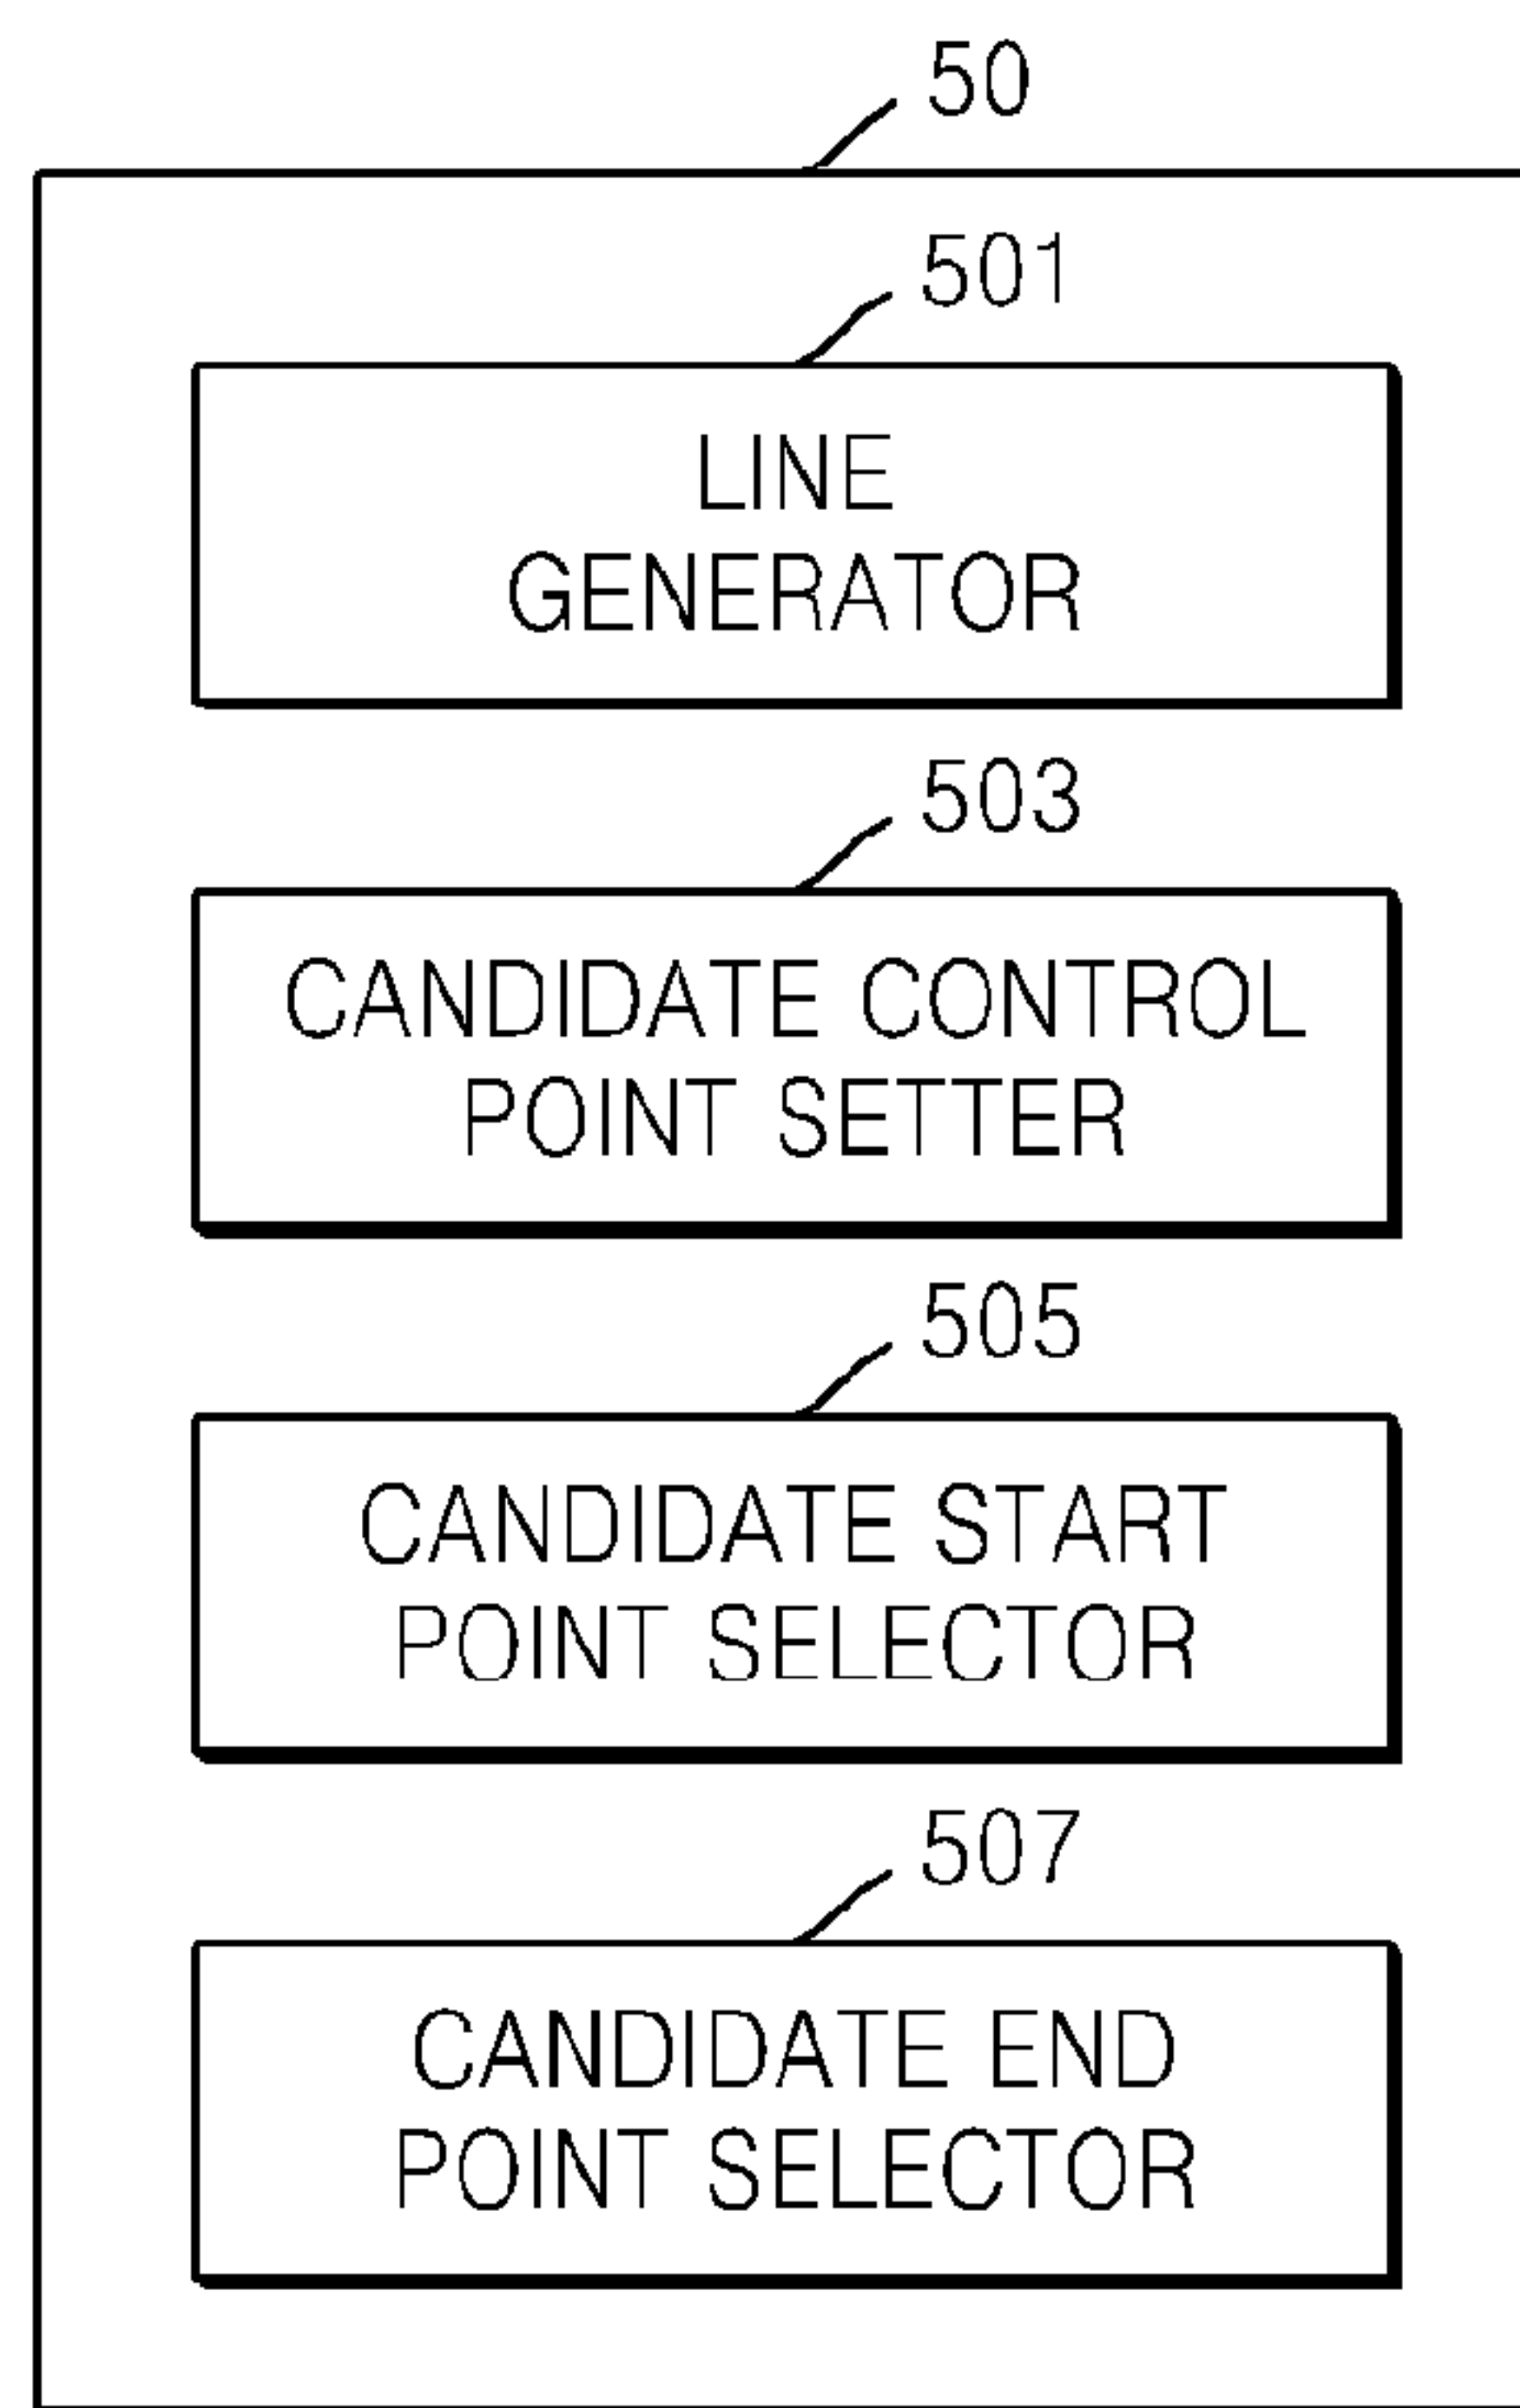 50
501
LINE
GENERATOR
503
CANDIDATE CONTROL
POINT SETTER
505
CANDIDATE START
POINT SELECTOR
507
CANDIDATE END
POINT SELECTOR